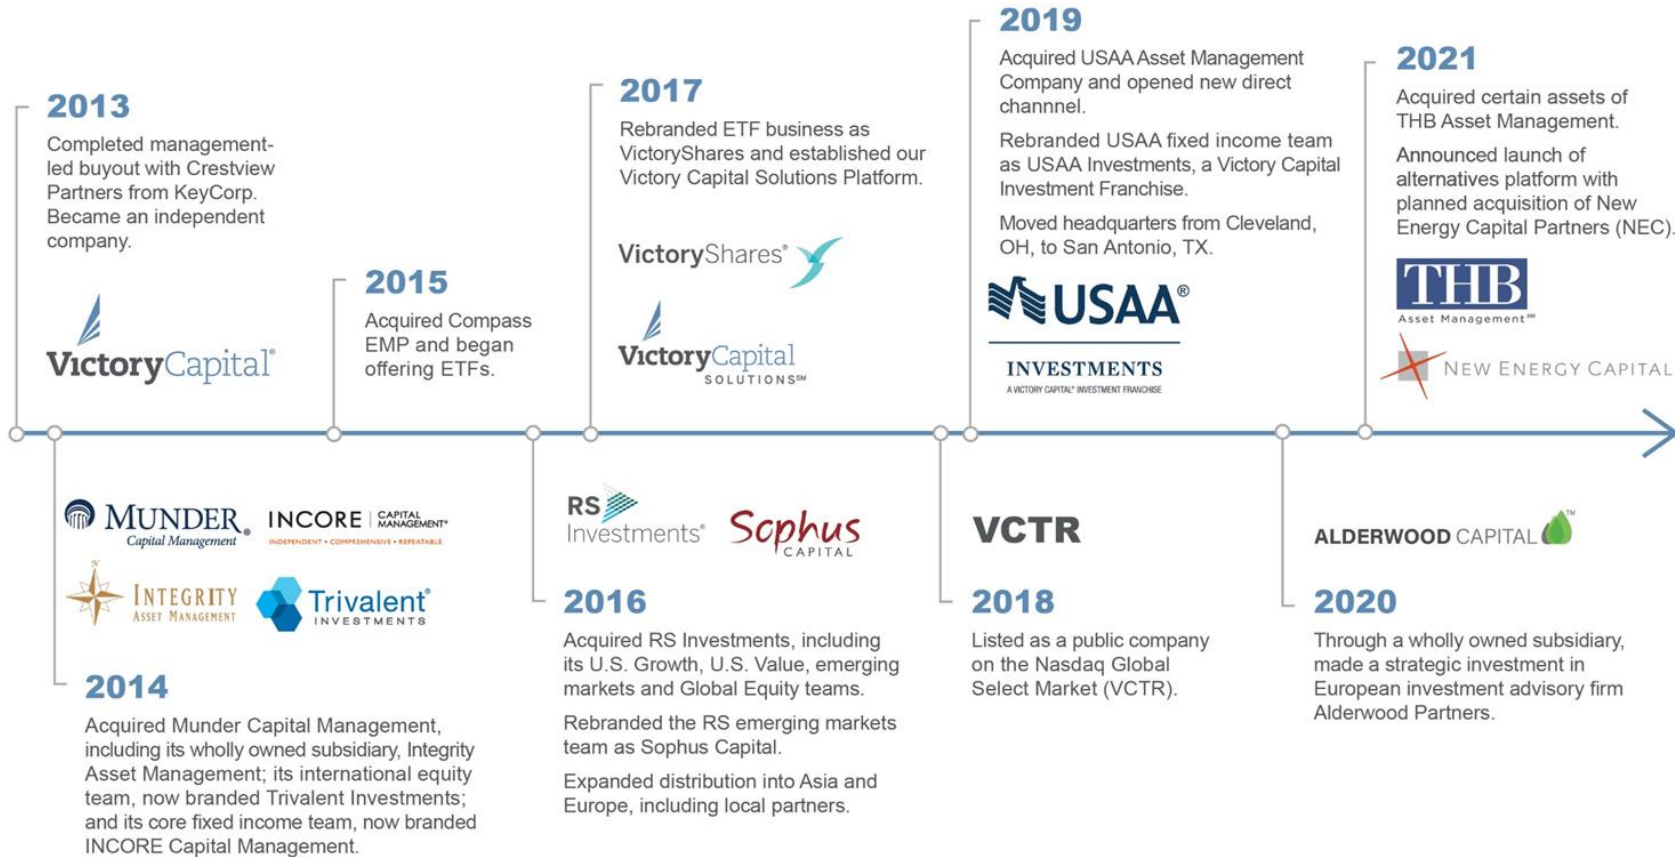 2013
Completed management-
led buyout with Crestview
Partners from KeyCorp.
Became an independent
company.
VictoryCapital®
2014
MUNDER®
Capital Management
INCORE | CAPITAL
MANAGEMENT®
INDEPENDENT • COMPREHENSIVE • REPEATABLE
INTEGRITY
ASSET MANAGEMENT
Trivalent®
INVESTMENTS
Acquired Munder Capital Management,
including its wholly owned subsidiary, Integrity
Asset Management; its international equity
team, now branded Trivalent Investments;
and its core fixed income team, now branded
INCORE Capital Management.
2015
Acquired Compass
EMP and began
offering ETFs.
RS
Investments®
Sophus
CAPITAL
2016
Acquired RS Investments, including
its U.S. Growth, U.S. Value, emerging
markets and Global Equity teams.
Rebranded the RS emerging markets
team as Sophus Capital.
Expanded distribution into Asia and
Europe, including local partners.
2017
Rebranded ETF business as
VictoryShares and established our
Victory Capital Solutions Platform.
VictoryShares®
VictoryCapital
SOLUTIONS℠
VCTR
2018
Listed as a public company
on the Nasdaq Global
Select Market (VCTR).
2019
Acquired USAA Asset Management
Company and opened new direct
channnel.
Rebranded USAA fixed income team
as USAA Investments, a Victory Capital
Investment Franchise.
Moved headquarters from Cleveland,
OH, to San Antonio, TX.
USAA®
INVESTMENTS
A VICTORY CAPITAL® INVESTMENT FRANCHISE
ALDERWOOD CAPITAL™
2020
Through a wholly owned subsidiary,
made a strategic investment in
European investment advisory firm
Alderwood Partners.
2021
Acquired certain assets of
THB Asset Management.
Announced launch of
alternatives platform with
planned acquisition of New
Energy Capital Partners (NEC).
THB
Asset Management℠
NEW ENERGY CAPITAL